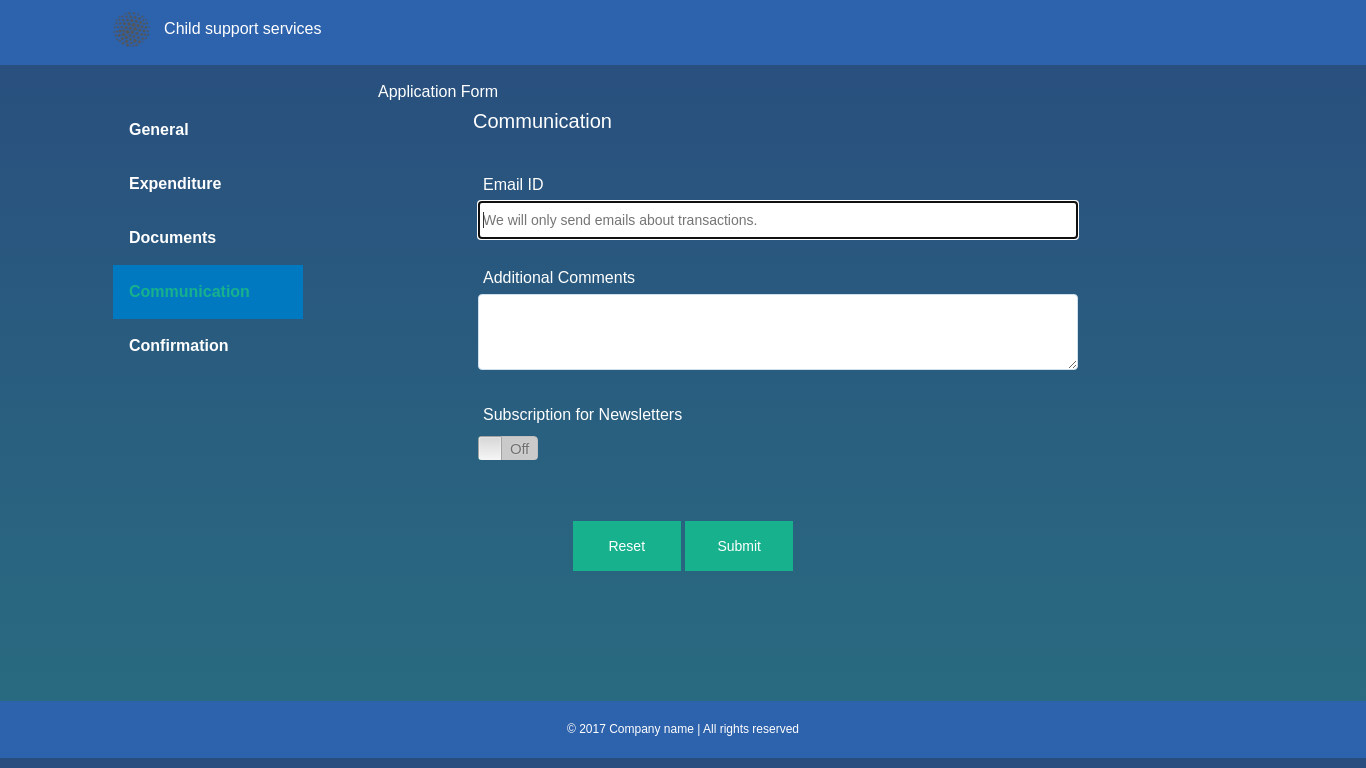 Child support services
Application Form
Communication
General
Expenditure
Documents
Communication
Confirmation
Email ID
We will only send emails about transactions.
Additional Comments
Subscription for Newsletters
Off
Reset
Submit
© 2017 Company name | All rights reserved